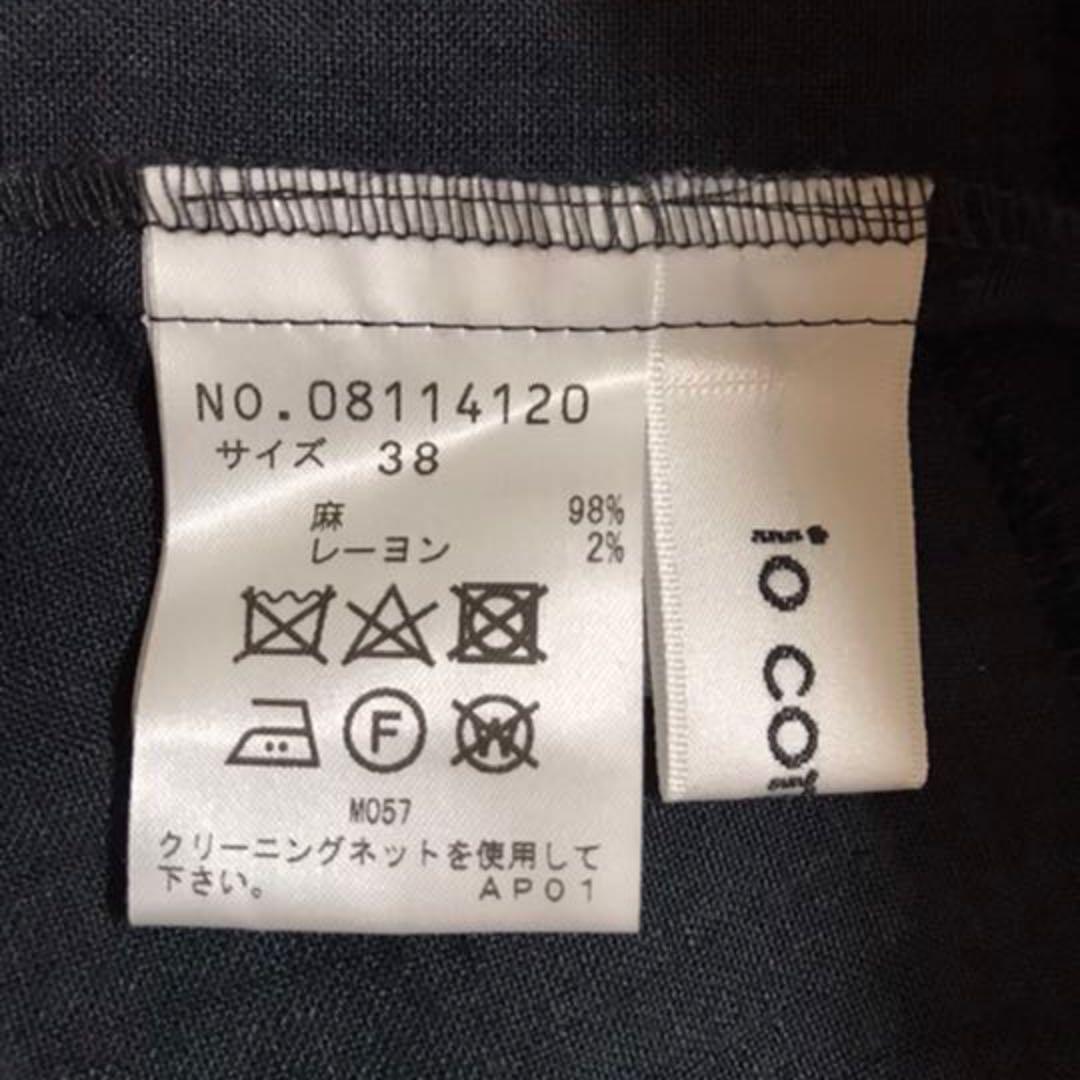 NO.08114120
サイズ 38
麻 98%
レーヨン 2%
F
W
M057
クリーニングネットを使用して
下さい。 AP01
IO CO